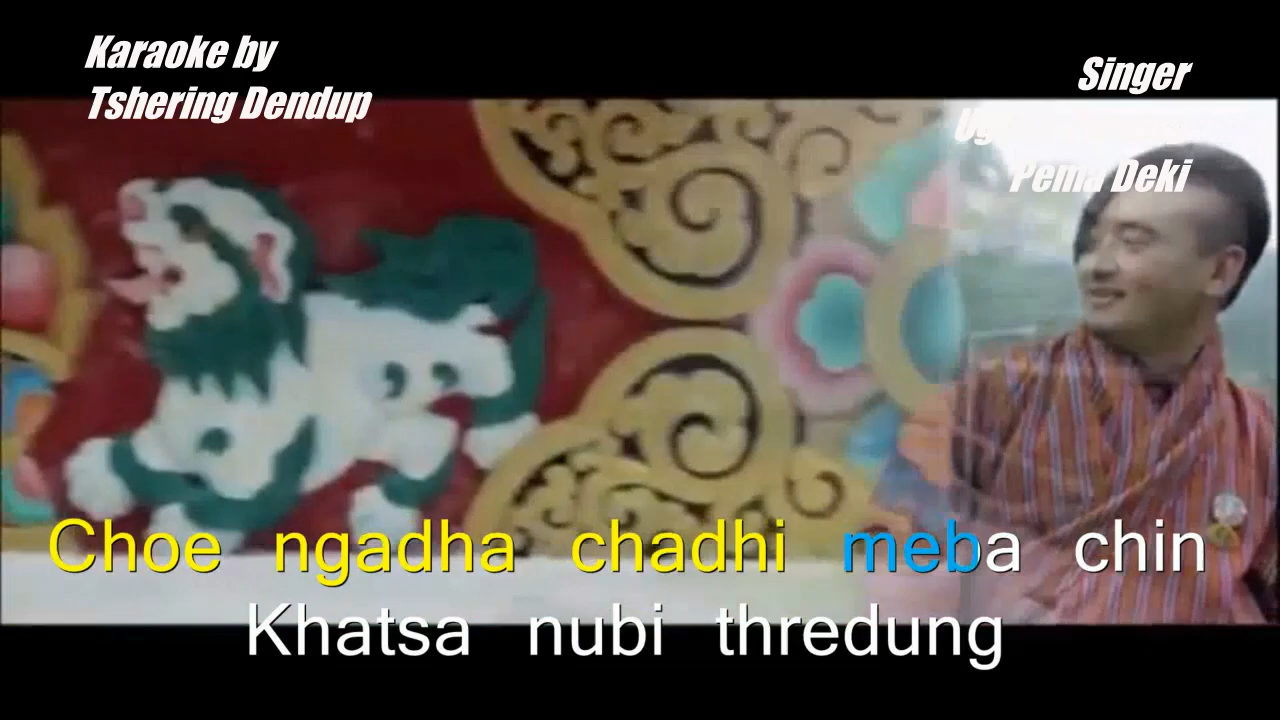 Karaoke by
Tshering Dendup
Singer
Pema Deki
Choe ngadha chadhi meba chin
Khatsa nubi thredung